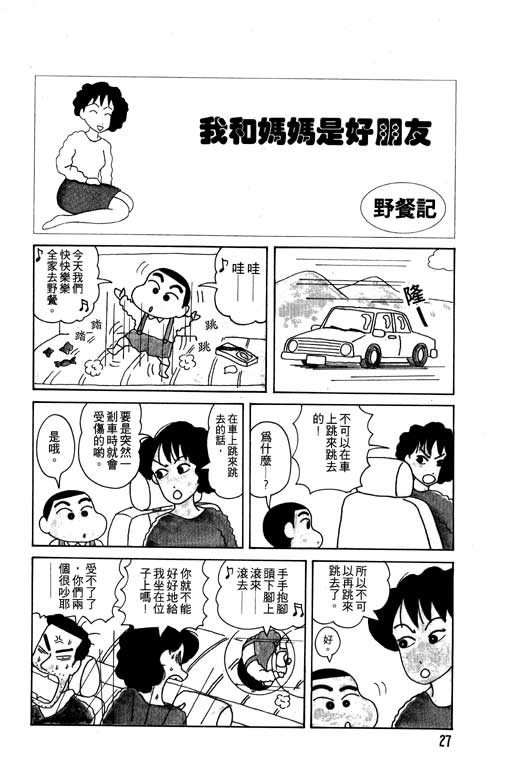 我和媽媽是好朋友
野餐記
隆
哇哇
今天我們
快快樂樂
全家去野餐。
跳
跳
踏
踏
不可以在車
上跳來跳去
的!
爲什麼——?
在車上跳來跳
去的話,
要是突然一
剎車時就會
受傷的喲。
是哦。
所以不可
以再跳來
跳去了。
好。
手手抱腳
頭下腳上
滾來
滾去
你就不能
好好地給
我坐在位
子上嗎!
受不了了
,你們兩
個很吵耶
27